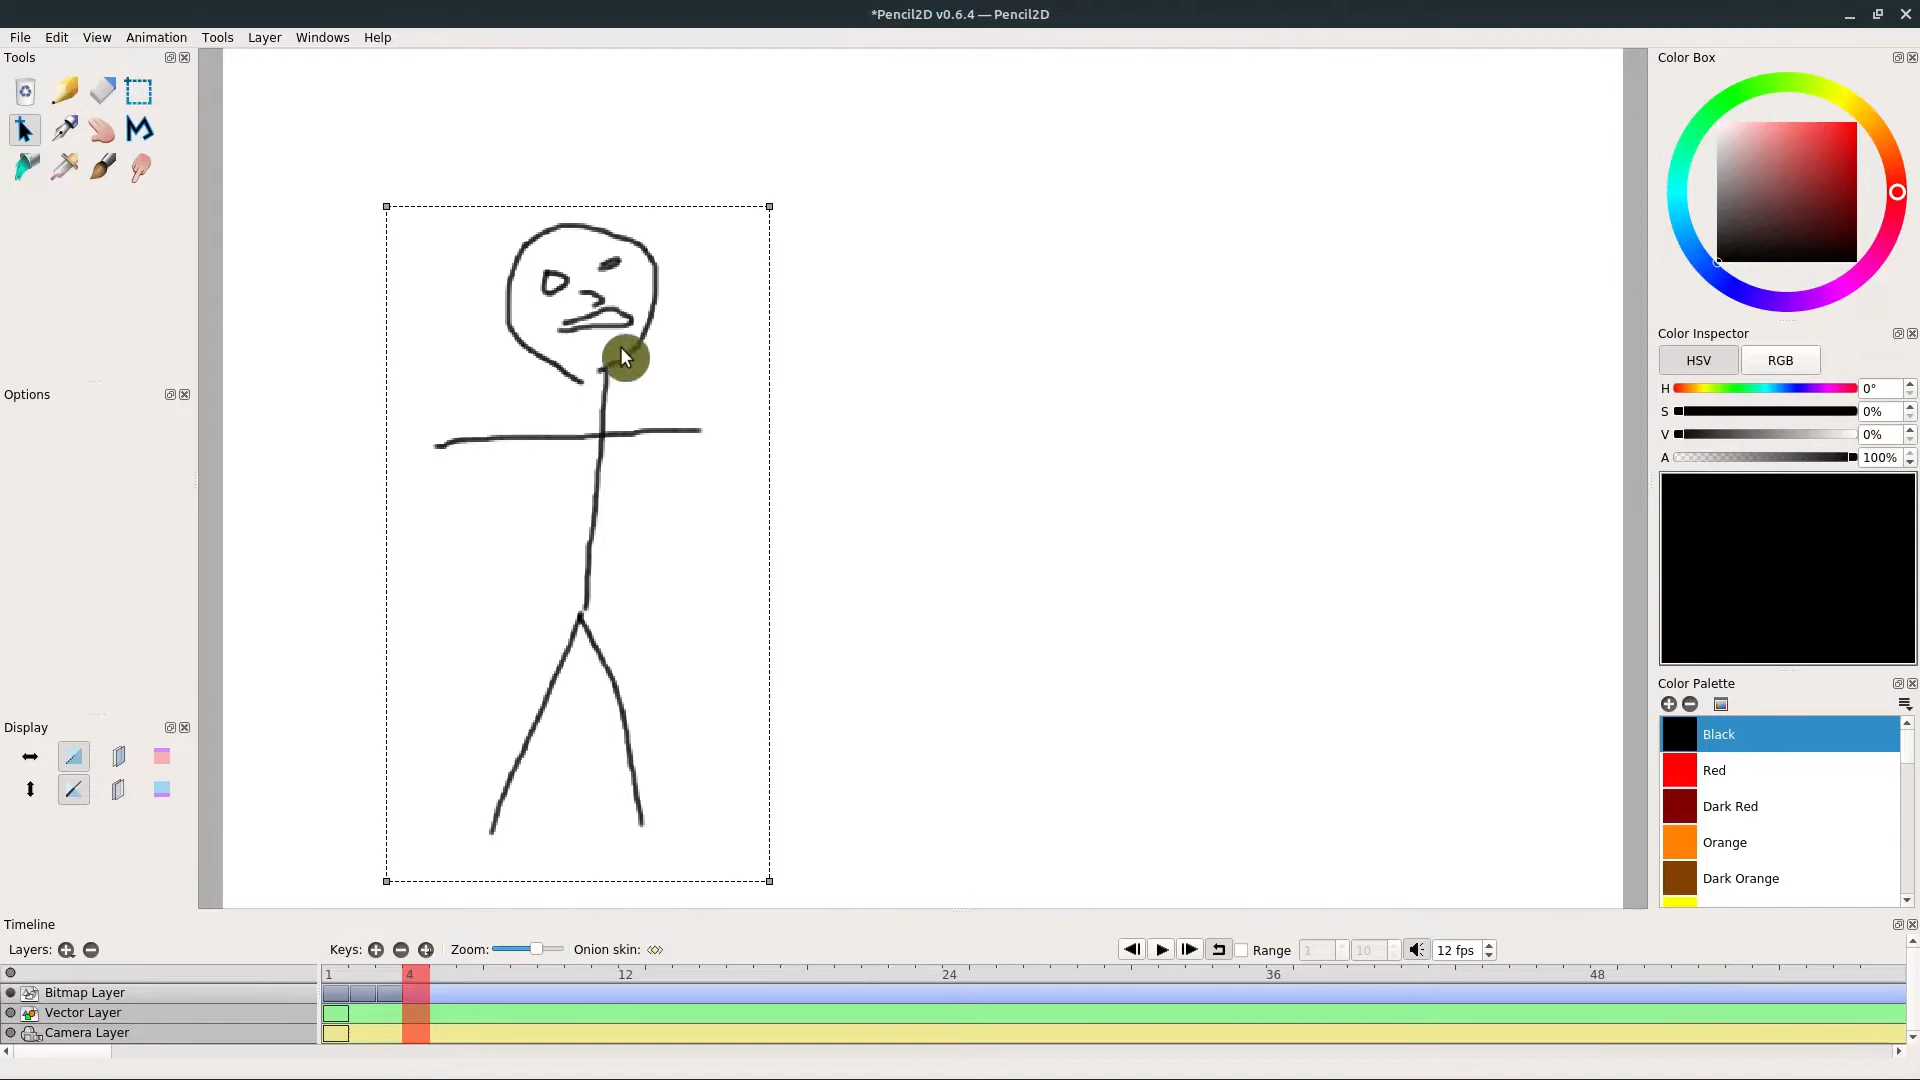 *Pencil2D v0.6.4 — Pencil2D
File Edit View Animation Tools Layer Windows Help
Tools
Options
Display
Color Box
Color Inspector
HSV RGB
H 0°
S 0%
V 0%
A 100%
Color Palette
Black
Red
Dark Red
Orange
Dark Orange
Timeline
Layers: Keys: Zoom: Onion skin: Range 1 10 12 fps
1 4 12 24 36 48
Bitmap Layer
Vector Layer
Camera Layer